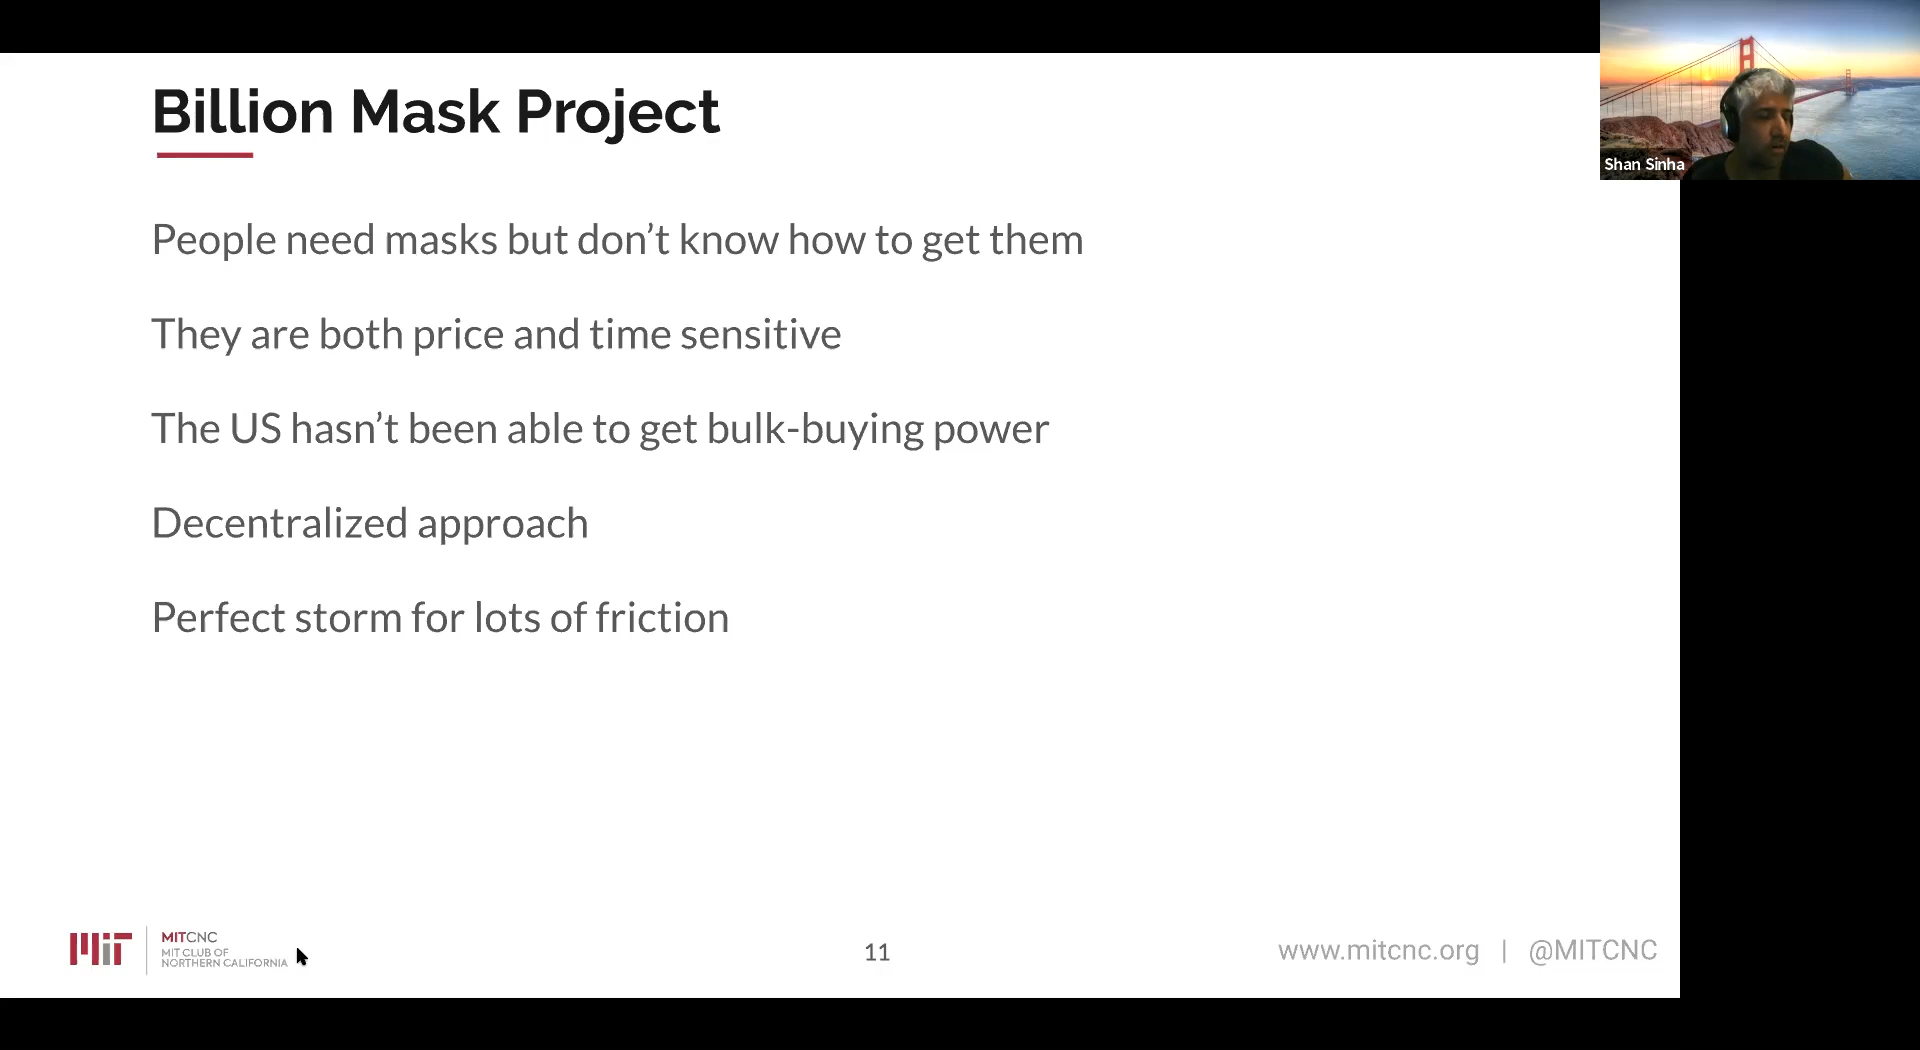 Billion Mask Project
Shan Sinha
People need masks but don’t know how to get them
They are both price and time sensitive
The US hasn’t been able to get bulk-buying power
Decentralized approach
Perfect storm for lots of friction
MIT
MITCNC
MIT CLUB OF
NORTHERN CALIFORNIA
11
www.mitcnc.org | @MITCNC